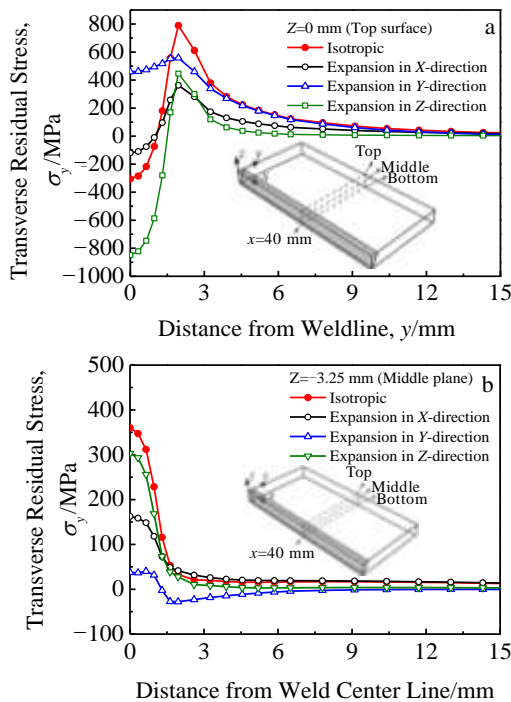 Z=0 mm (Top surface)
a
Isotropic
Expansion in X-direction
Expansion in Y-direction
Expansion in Z-direction
Transverse Residual Stress,
σy/MPa
1000
800
600
400
200
0
−200
−400
−600
−800
−1000
Top
Middle
Bottom
x=40 mm
0 3 6 9 12 15
Distance from Weldline, y/mm
Z=−3.25 mm (Middle plane)
b
Isotropic
Expansion in X-direction
Expansion in Y-direction
Expansion in Z-direction
Transverse Residual Stress,
σy/MPa
500
400
300
200
100
0
−100
Top
Middle
Bottom
x=40 mm
0 3 6 9 12 15
Distance from Weld Center Line/mm